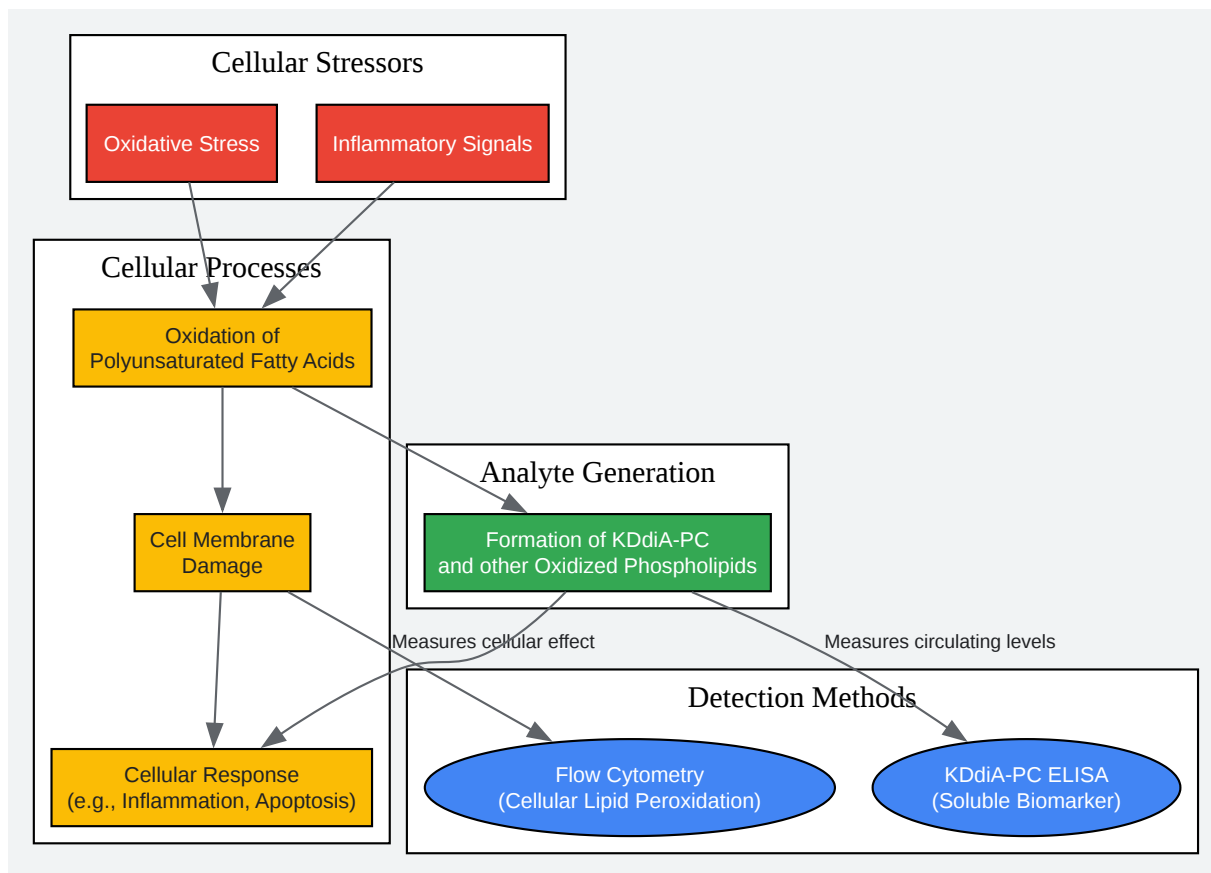 Cellular Stressors
Oxidative Stress
Inflammatory Signals
Cellular Processes
Oxidation of
Polyunsaturated Fatty Acids
Analyte Generation
Cell Membrane
Damage
Formation of KDdiA-PC
and other Oxidized Phospholipids
Measures cellular effect
Measures circulating levels
Detection Methods
Cellular Response
(e.g., Inflammation, Apoptosis)
Flow Cytometry
(Cellular Lipid Peroxidation)
KDdiA-PC ELISA
(Soluble Biomarker)